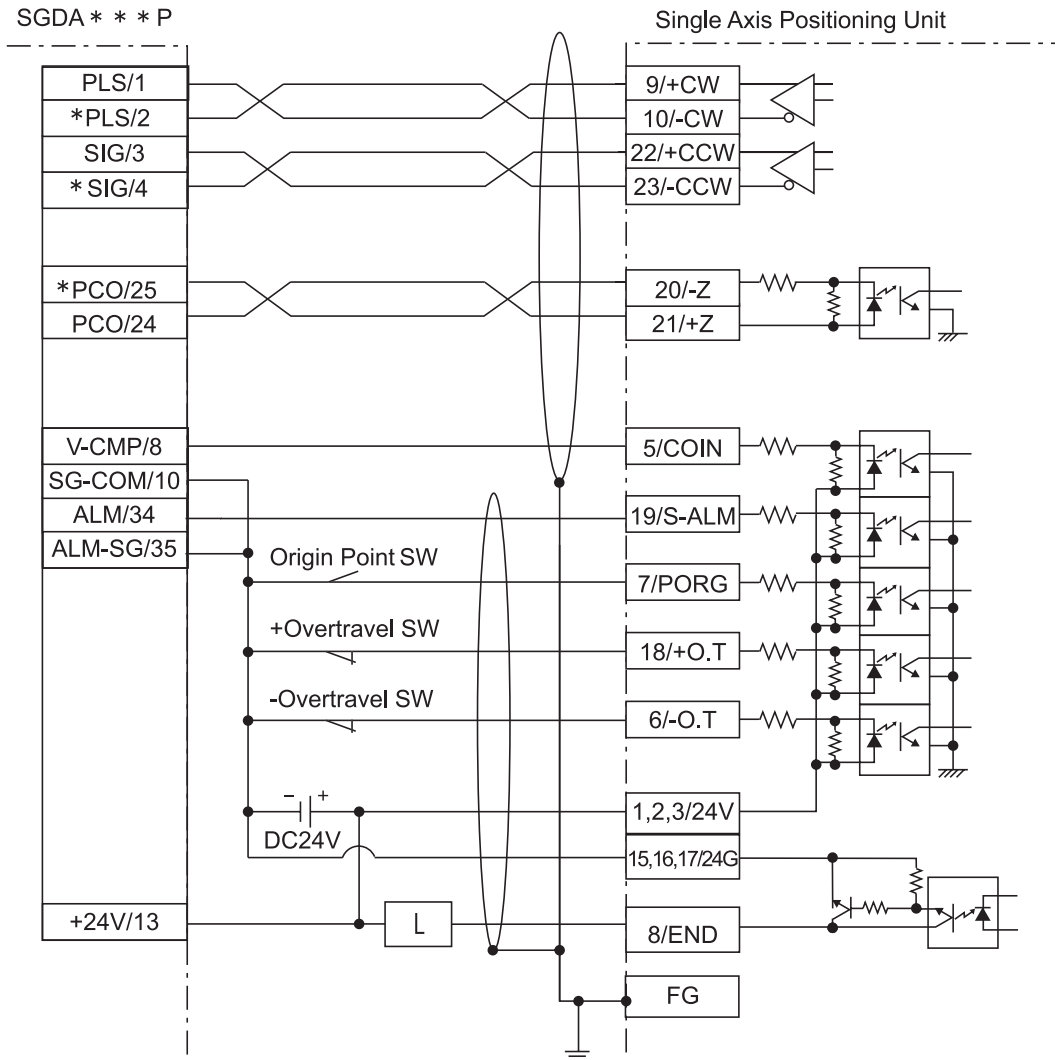 SGDA * * * P
Single Axis Positioning Unit
PLS/1
9/+CW
*PLS/2
10/-CW
SIG/3
22/+CCW
* SIG/4
23/-CCW
*PCO/25
20/-Z
PCO/24
21/+Z
V-CMP/8
5/COIN
SG-COM/10
ALM/34
19/S-ALM
ALM-SG/35
Origin Point SW
7/PORG
+Overtravel SW
18/+O.T
-Overtravel SW
6/-O.T
- +
1,2,3/24V
DC24V
15,16,17/24G
+24V/13
L
8/END
FG